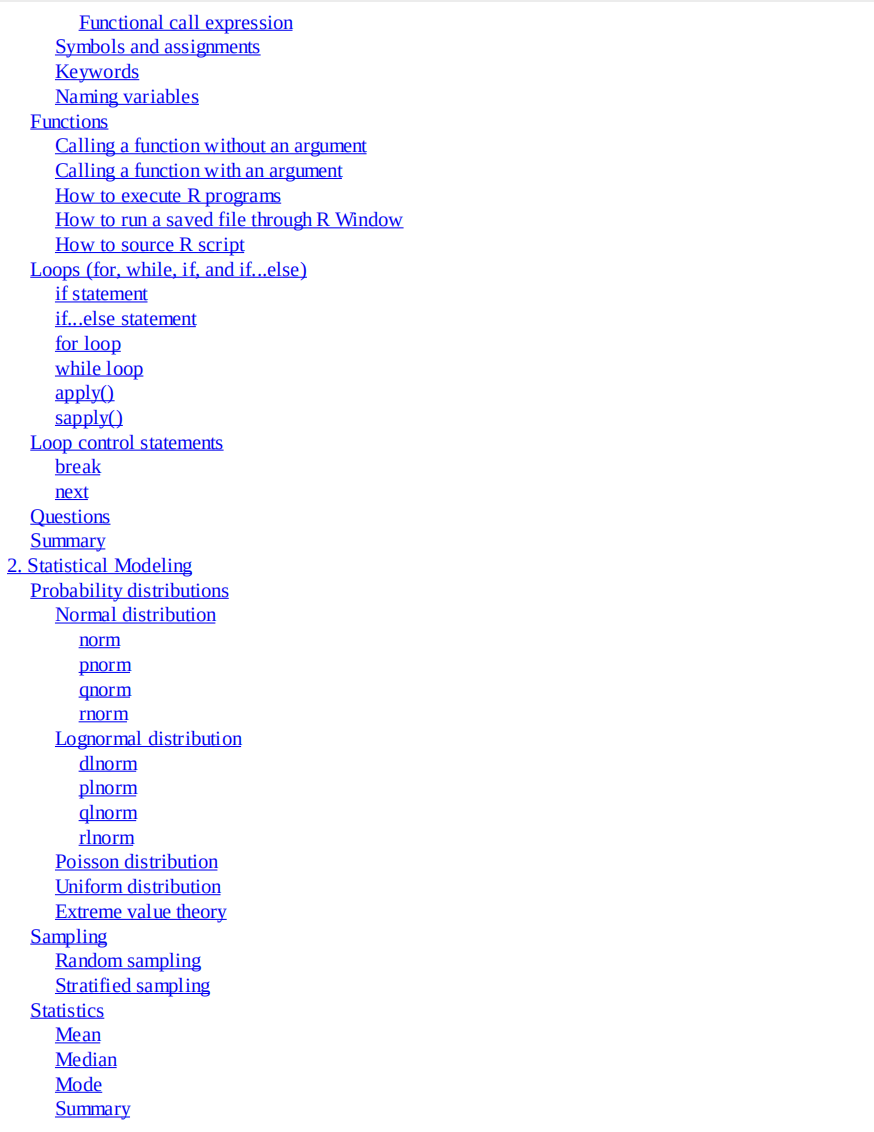 Functional call expression
Symbols and assignments
Keywords
Naming variables
Functions
Calling a function without an argument
Calling a function with an argument
How to execute R programs
How to run a saved file through R Window
How to source R script
Loops (for, while, if, and if...else)
if statement
if...else statement
for loop
while loop
apply()
sapply()
Loop control statements
break
next
Questions
Summary
2. Statistical Modeling
Probability distributions
Normal distribution
norm
pnorm
qnorm
rnorm
Lognormal distribution
dlnorm
plnorm
qlnorm
rlnorm
Poisson distribution
Uniform distribution
Extreme value theory
Sampling
Random sampling
Stratified sampling
Statistics
Mean
Median
Mode
Summary